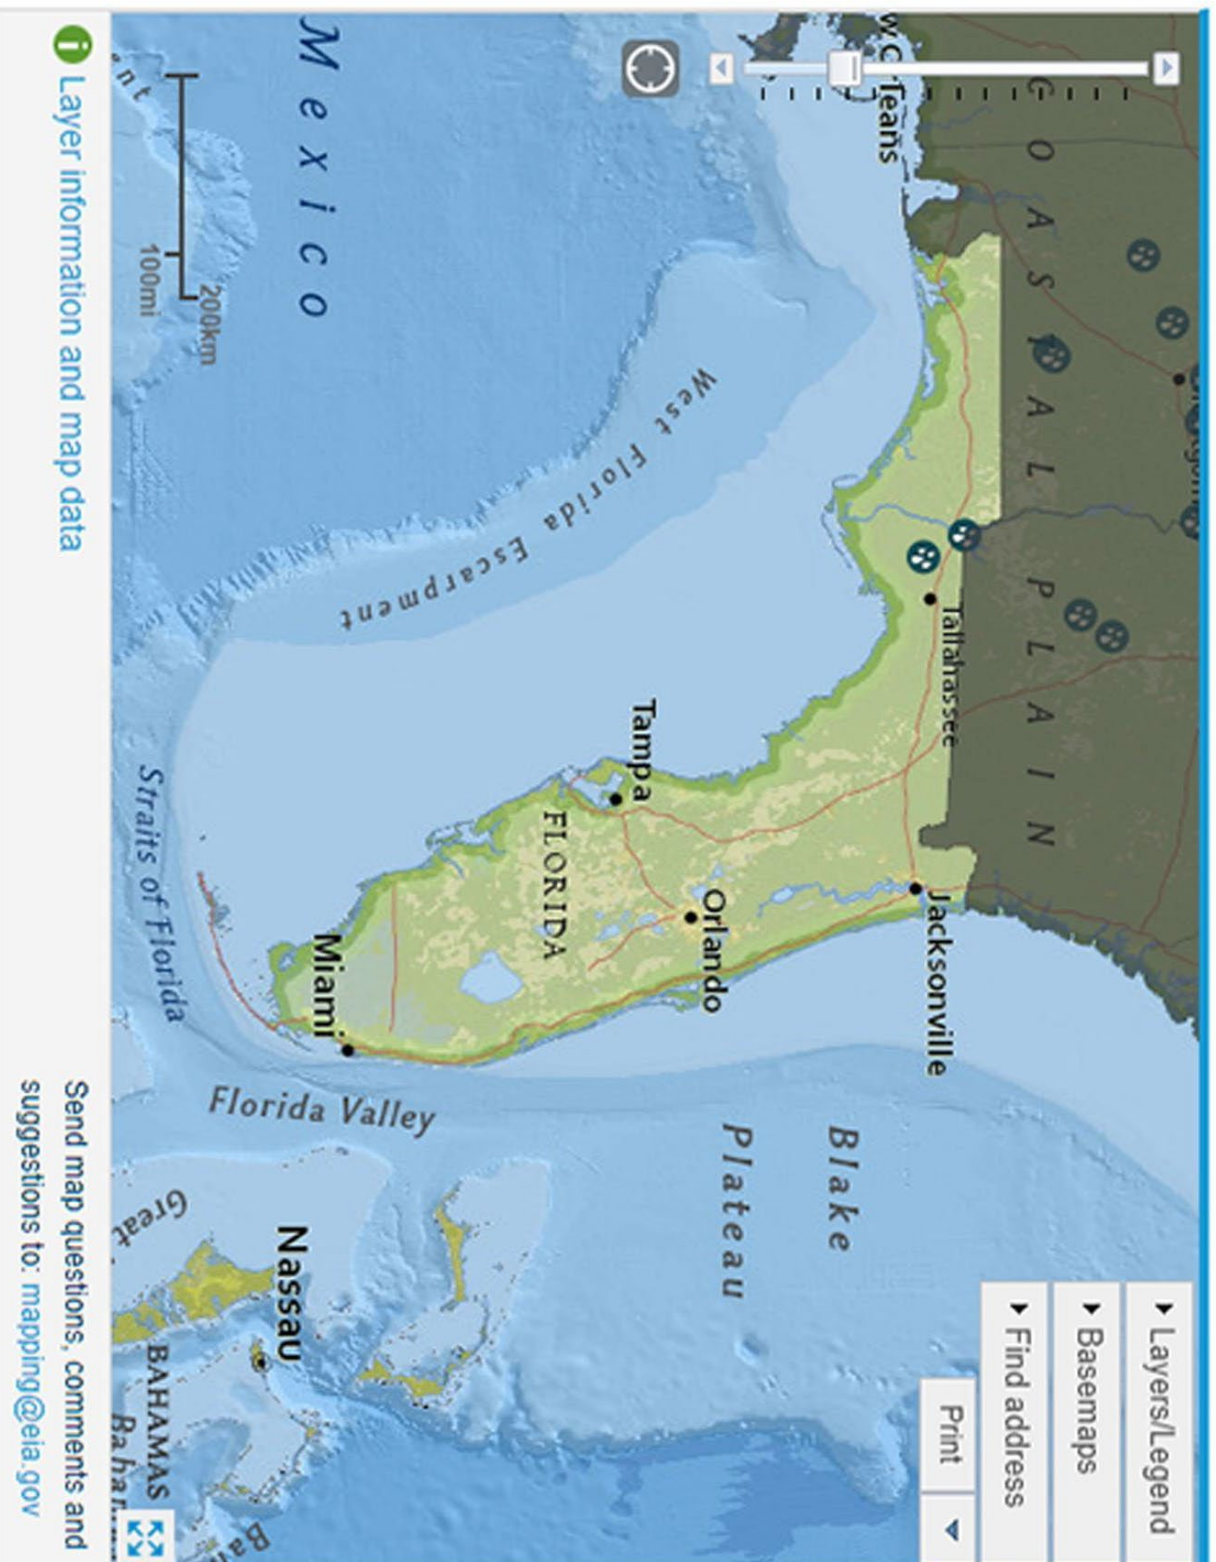 Layers/Legend
Basemaps
Find address
Print
COASTAL PLAIN
Tallahassee
Jacksonville
Orlando
Tampa
FLORIDA
Miami
West Florida Escarpment
Mexico
Blake
Plateau
Straits of Florida
Florida Valley
Nassau
Great
BAHAMAS
200km
100mi
Layer information and map data
Send map questions, comments and
suggestions to: mapping@eia.gov